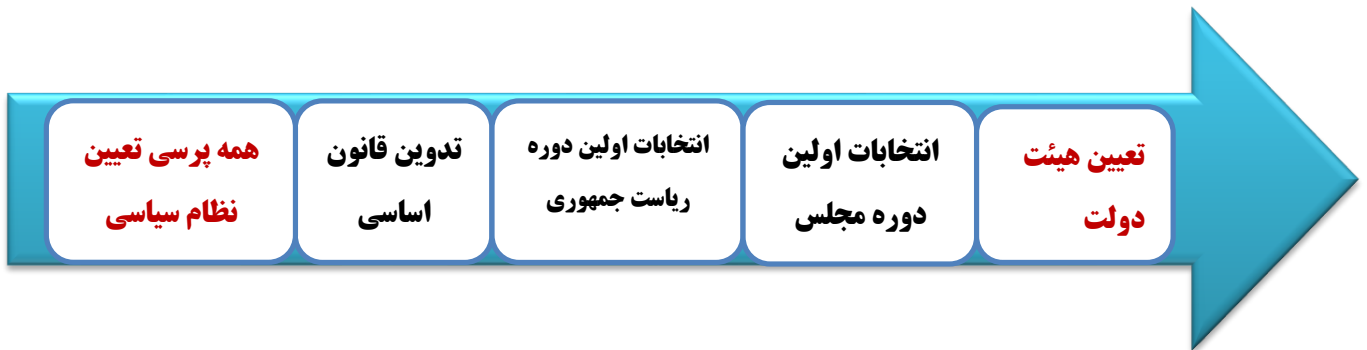 همه پرسی تعیین
نظام سیاسی
تدوین قانون
اساسی
انتخابات اولین دوره
ریاست جمهوری
انتخابات اولین
دوره مجلس
تعیین هیئت
دولت